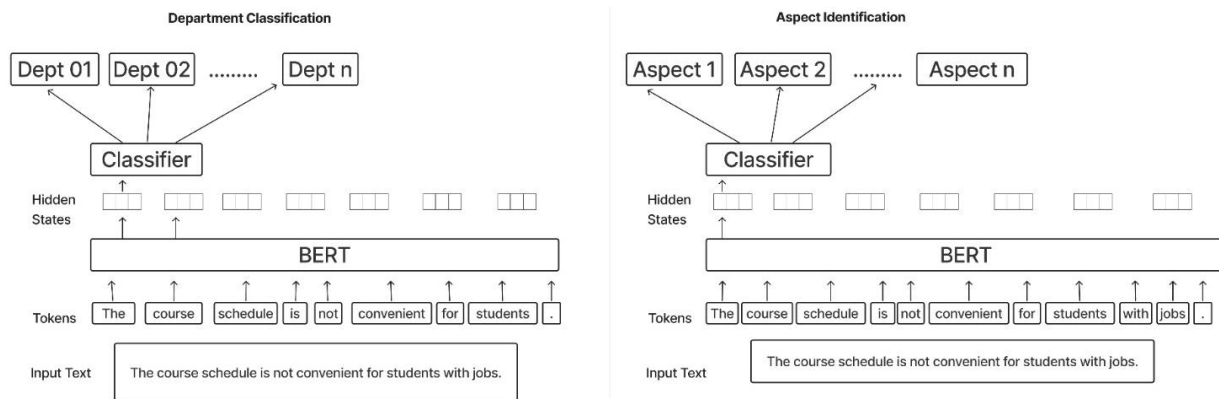 Department Classification
Dept 01 Dept 02 ......... Dept n
Classifier
Hidden
States
BERT
Tokens The course schedule is not convenient for students .
Input Text The course schedule is not convenient for students with jobs.
Aspect Identification
Aspect 1 Aspect 2 ......... Aspect n
Classifier
Hidden
States
BERT
Tokens The course schedule is not convenient for students with jobs .
Input Text The course schedule is not convenient for students with jobs.